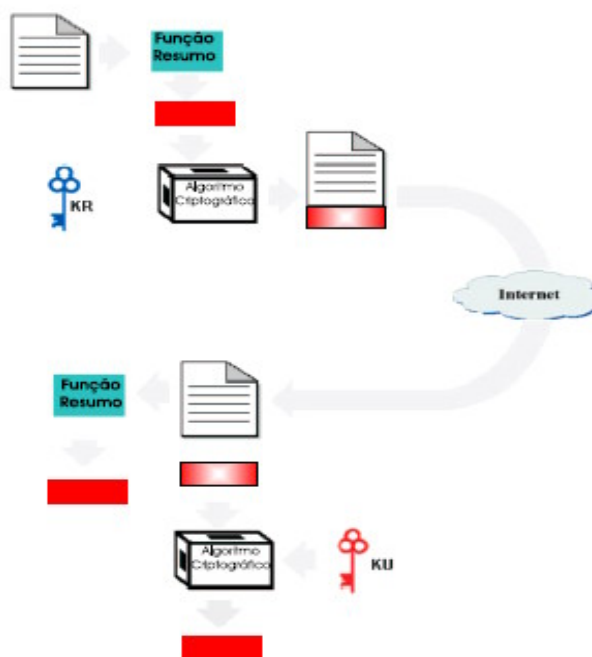 Função
Resumo
Algoritmo
Criptográfico
KR
Internet
Função
Resumo
Algoritmo
Criptográfico
KU